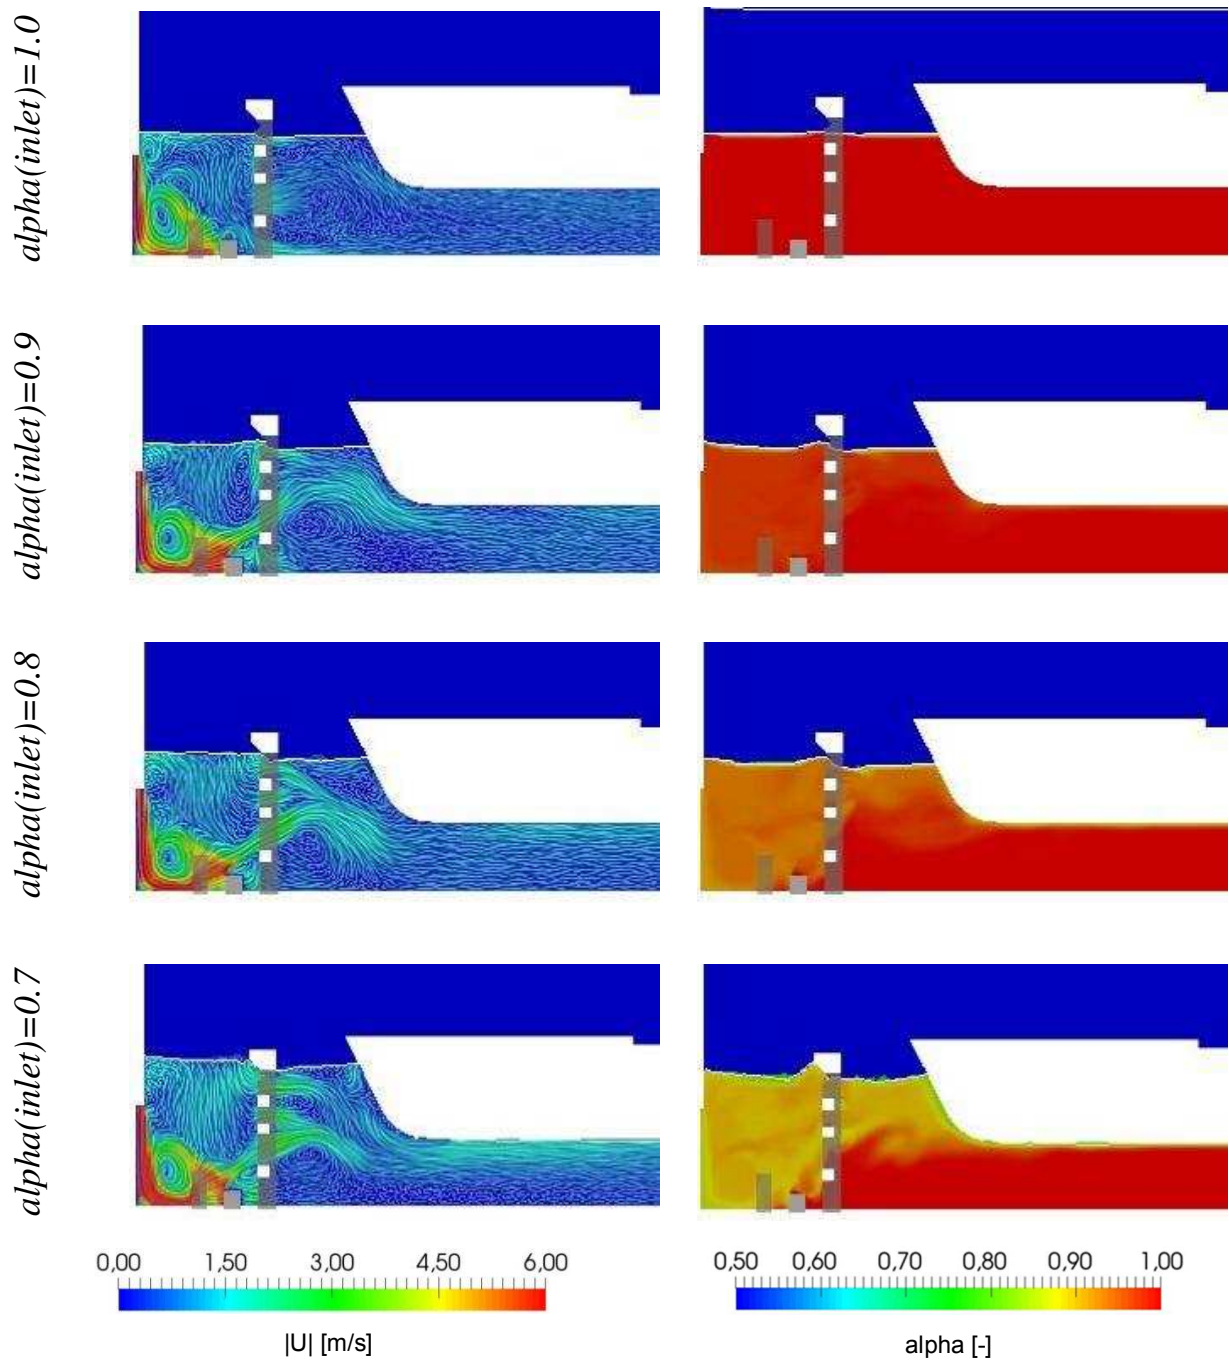 alpha(inlet)=1.0
alpha(inlet)=0.9
alpha(inlet)=0.8
alpha(inlet)=0.7
0,00 1,50 3,00 4,50 6,00
|U| [m/s]
0,50 0,60 0,70 0,80 0,90 1,00
alpha [-]